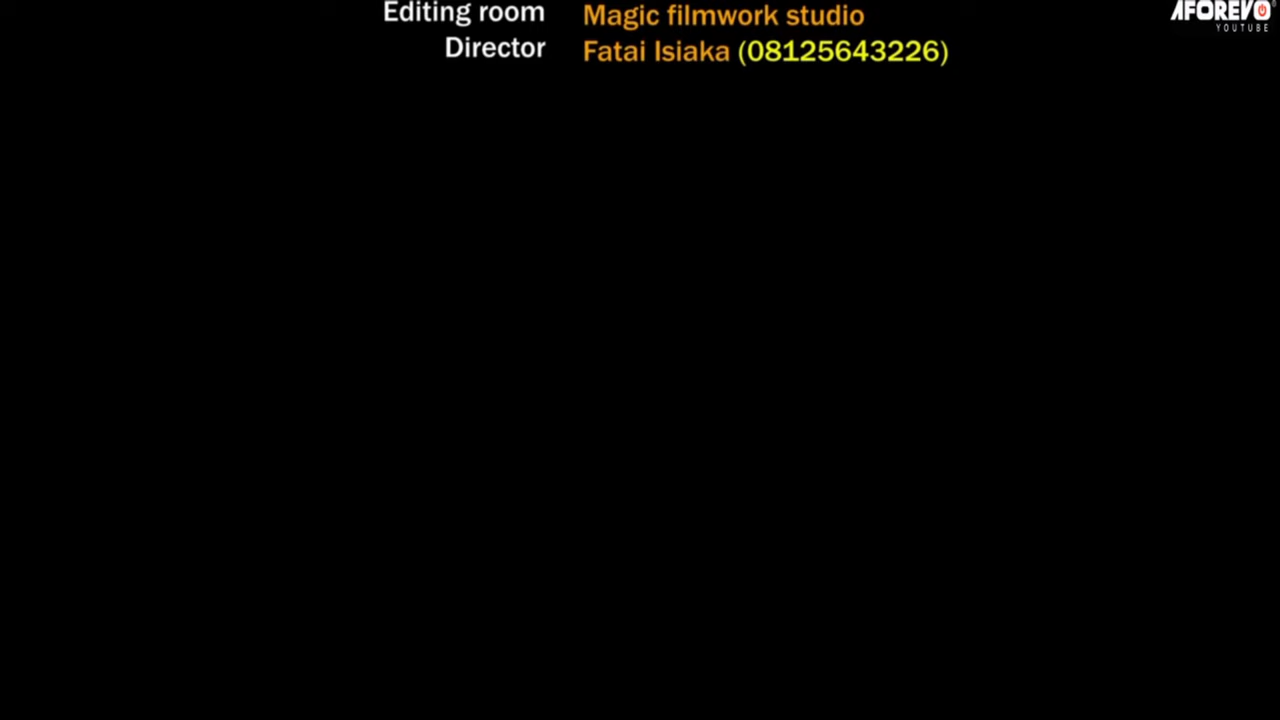 Editing room Magic filmwork studio
Director Fatai Isiaka (08125643226)
AFOREVO
YOUTUBE